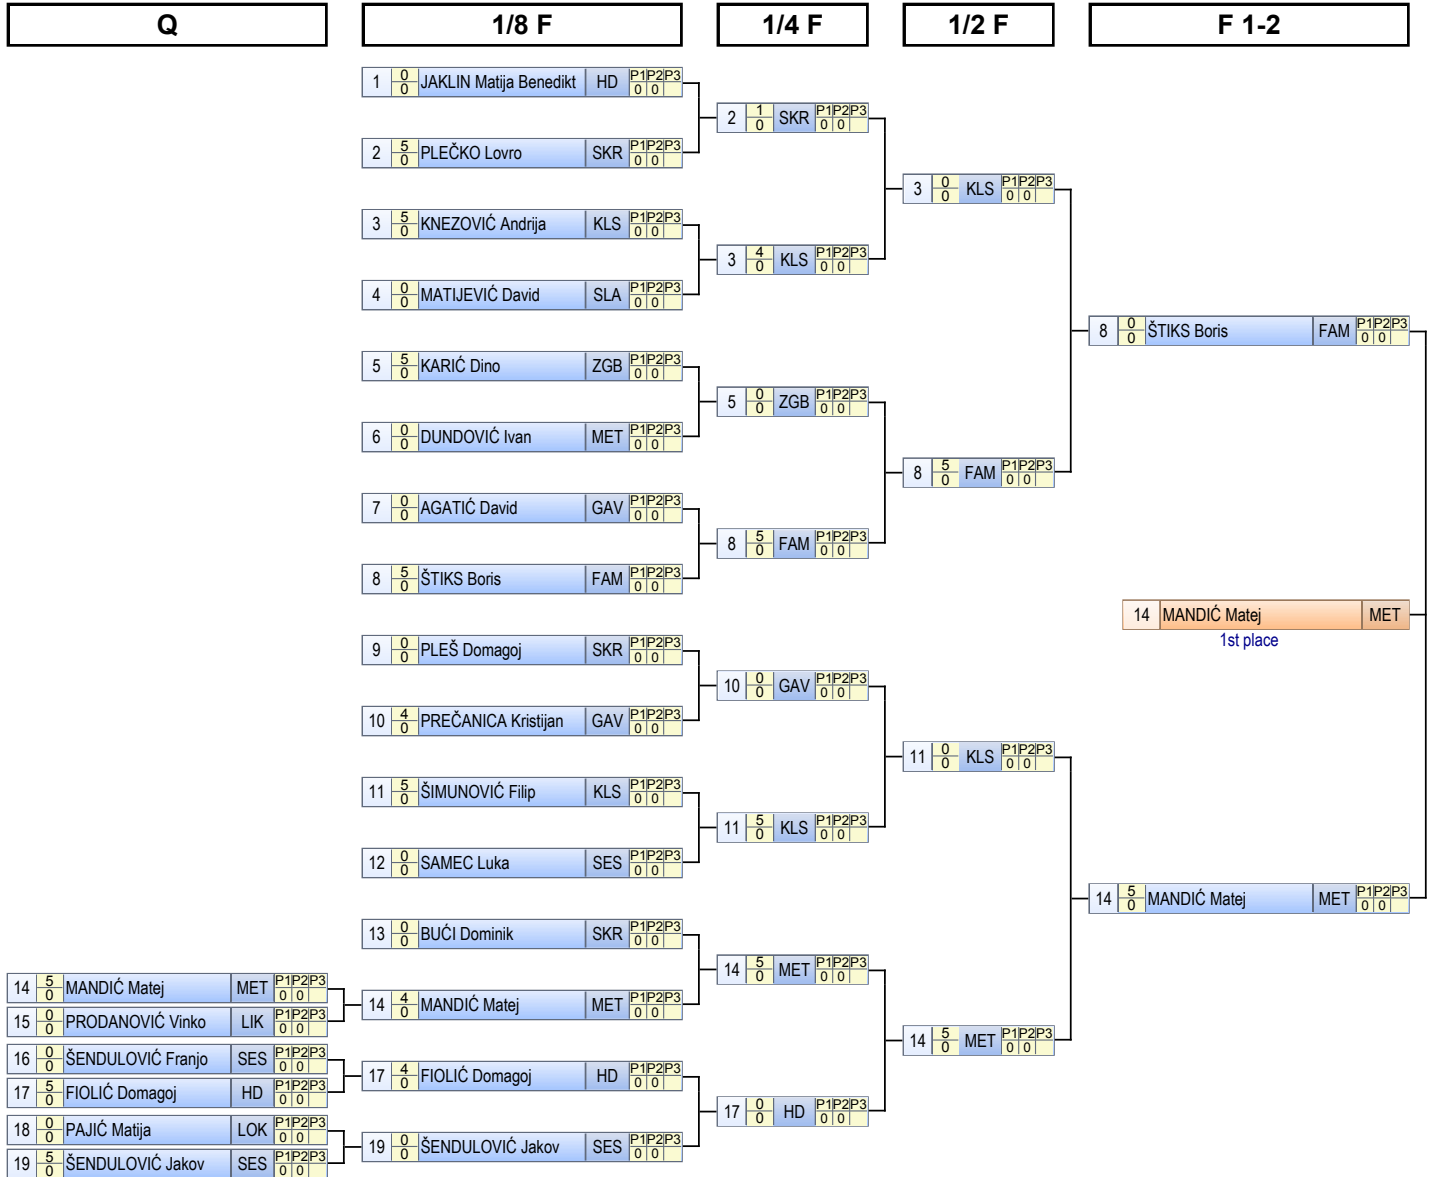 Q 1/8 F 1/4 F 1/2 F F 1-2
1 0 0 JAKLIN Matija Benedikt HD P1 P2 P3 0 0
2 1 0 SKR P1 P2 P3 0 0
2 5 0 PLEČKO Lovro SKR P1 P2 P3 0 0
3 0 0 KLS P1 P2 P3 0 0
3 5 0 KNEZOVIĆ Andrija KLS P1 P2 P3 0 0
3 4 0 KLS P1 P2 P3 0 0
4 0 0 MATIJEVIĆ David SLA P1 P2 P3 0 0
8 0 0 ŠTIKS Boris FAM P1 P2 P3 0 0
5 5 0 KARIĆ Dino ZGB P1 P2 P3 0 0
5 0 0 ZGB P1 P2 P3 0 0
6 0 0 DUNDOVIĆ Ivan MET P1 P2 P3 0 0
8 5 0 FAM P1 P2 P3 0 0
7 0 0 AGATIĆ David GAV P1 P2 P3 0 0
8 5 0 FAM P1 P2 P3 0 0
8 5 0 ŠTIKS Boris FAM P1 P2 P3 0 0
14 MANDIĆ Matej MET
1st place
9 0 0 PLEŠ Domagoj SKR P1 P2 P3 0 0
10 0 0 GAV P1 P2 P3 0 0
10 4 0 PREČANICA Kristijan GAV P1 P2 P3 0 0
11 0 0 KLS P1 P2 P3 0 0
11 5 0 ŠIMUNOVIĆ Filip KLS P1 P2 P3 0 0
11 5 0 KLS P1 P2 P3 0 0
12 0 0 SAMEC Luka SES P1 P2 P3 0 0
14 5 0 MANDIĆ Matej MET P1 P2 P3 0 0
13 0 0 BUĆI Dominik SKR P1 P2 P3 0 0
14 5 0 MET P1 P2 P3 0 0
14 5 0 MANDIĆ Matej MET P1 P2 P3 0 0
14 4 0 MANDIĆ Matej MET P1 P2 P3 0 0
15 0 0 PRODANOVIĆ Vinko LIK P1 P2 P3 0 0
14 5 0 MET P1 P2 P3 0 0
16 0 0 ŠENDULOVIĆ Franjo SES P1 P2 P3 0 0
17 4 0 FIOLIĆ Domagoj HD P1 P2 P3 0 0
17 5 0 FIOLIĆ Domagoj HD P1 P2 P3 0 0
17 0 0 HD P1 P2 P3 0 0
18 0 0 PAJIĆ Matija LOK P1 P2 P3 0 0
19 0 0 ŠENDULOVIĆ Jakov SES P1 P2 P3 0 0
19 5 0 ŠENDULOVIĆ Jakov SES P1 P2 P3 0 0